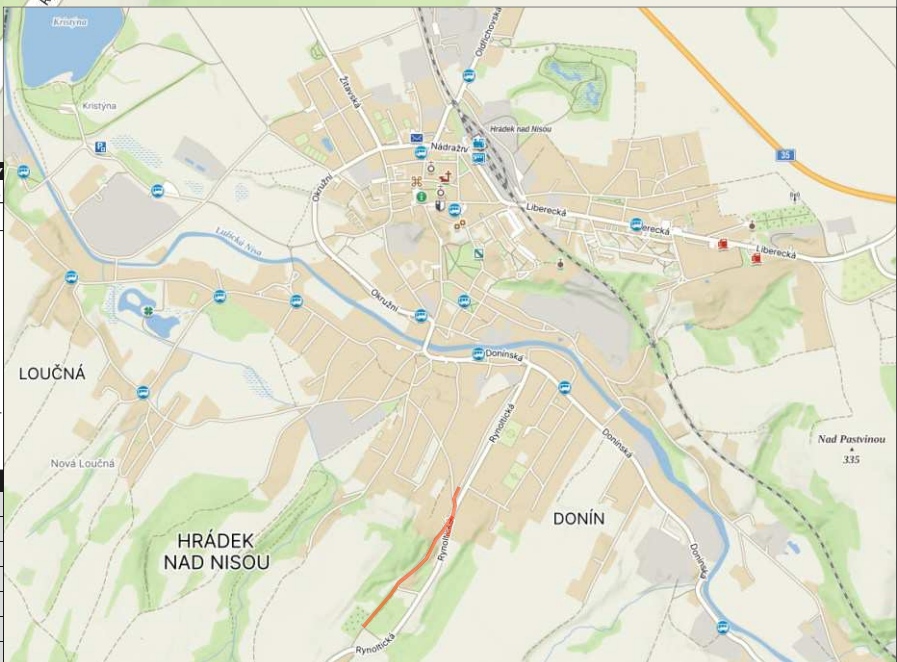 Kristýna
Oldřichovská
Žitavská
Kristýna
Hrádek nad Nisou
Nádražní
35
Okružní
Liberecká
Liberecká
Lužická Nisa
Okružní
LOUČNÁ
Donínská
Rynoltická
Donínská
Nad Pastvinou
335
Nová Loučná
DONÍN
HRÁDEK
NAD NISOU
Rynoltická
Donínská
Rynoltická